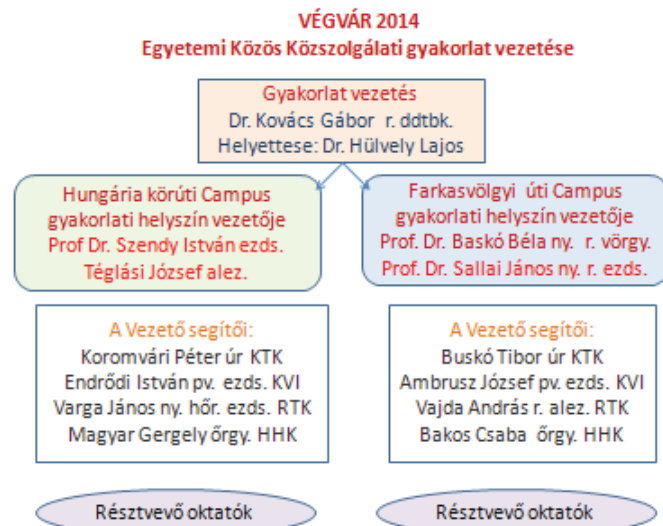 VÉGVÁR 2014
Egyetemi Közös Közszolgálati gyakorlat vezetése
Gyakorlat vezetés
Dr. Kovács Gábor r. ddtbk.
Helyettese: Dr. Hülvely Lajos
Hungária körúti Campus
gyakorlati helyszín vezetője
Prof Dr. Szendy István ezds.
Téglási József alez.
Farkasvölgyi úti Campus
gyakorlati helyszín vezetője
Prof. Dr. Baskó Béla ny. r. vörgy.
Prof. Dr. Sallai János ny. r. ezds.
A Vezető segítői:
Koromvári Péter úr KTK
Endrődi István pv. ezds. KVI
Varga János ny. hőr. ezds. RTK
Magyar Gergely őrgy. HHK
A Vezető segítői:
Buskó Tibor úr KTK
Ambrusz József pv. ezds. KVI
Vajda András r. alez. RTK
Bakos Csaba őrgy. HHK
Résztvevő oktatók
Résztvevő oktatók